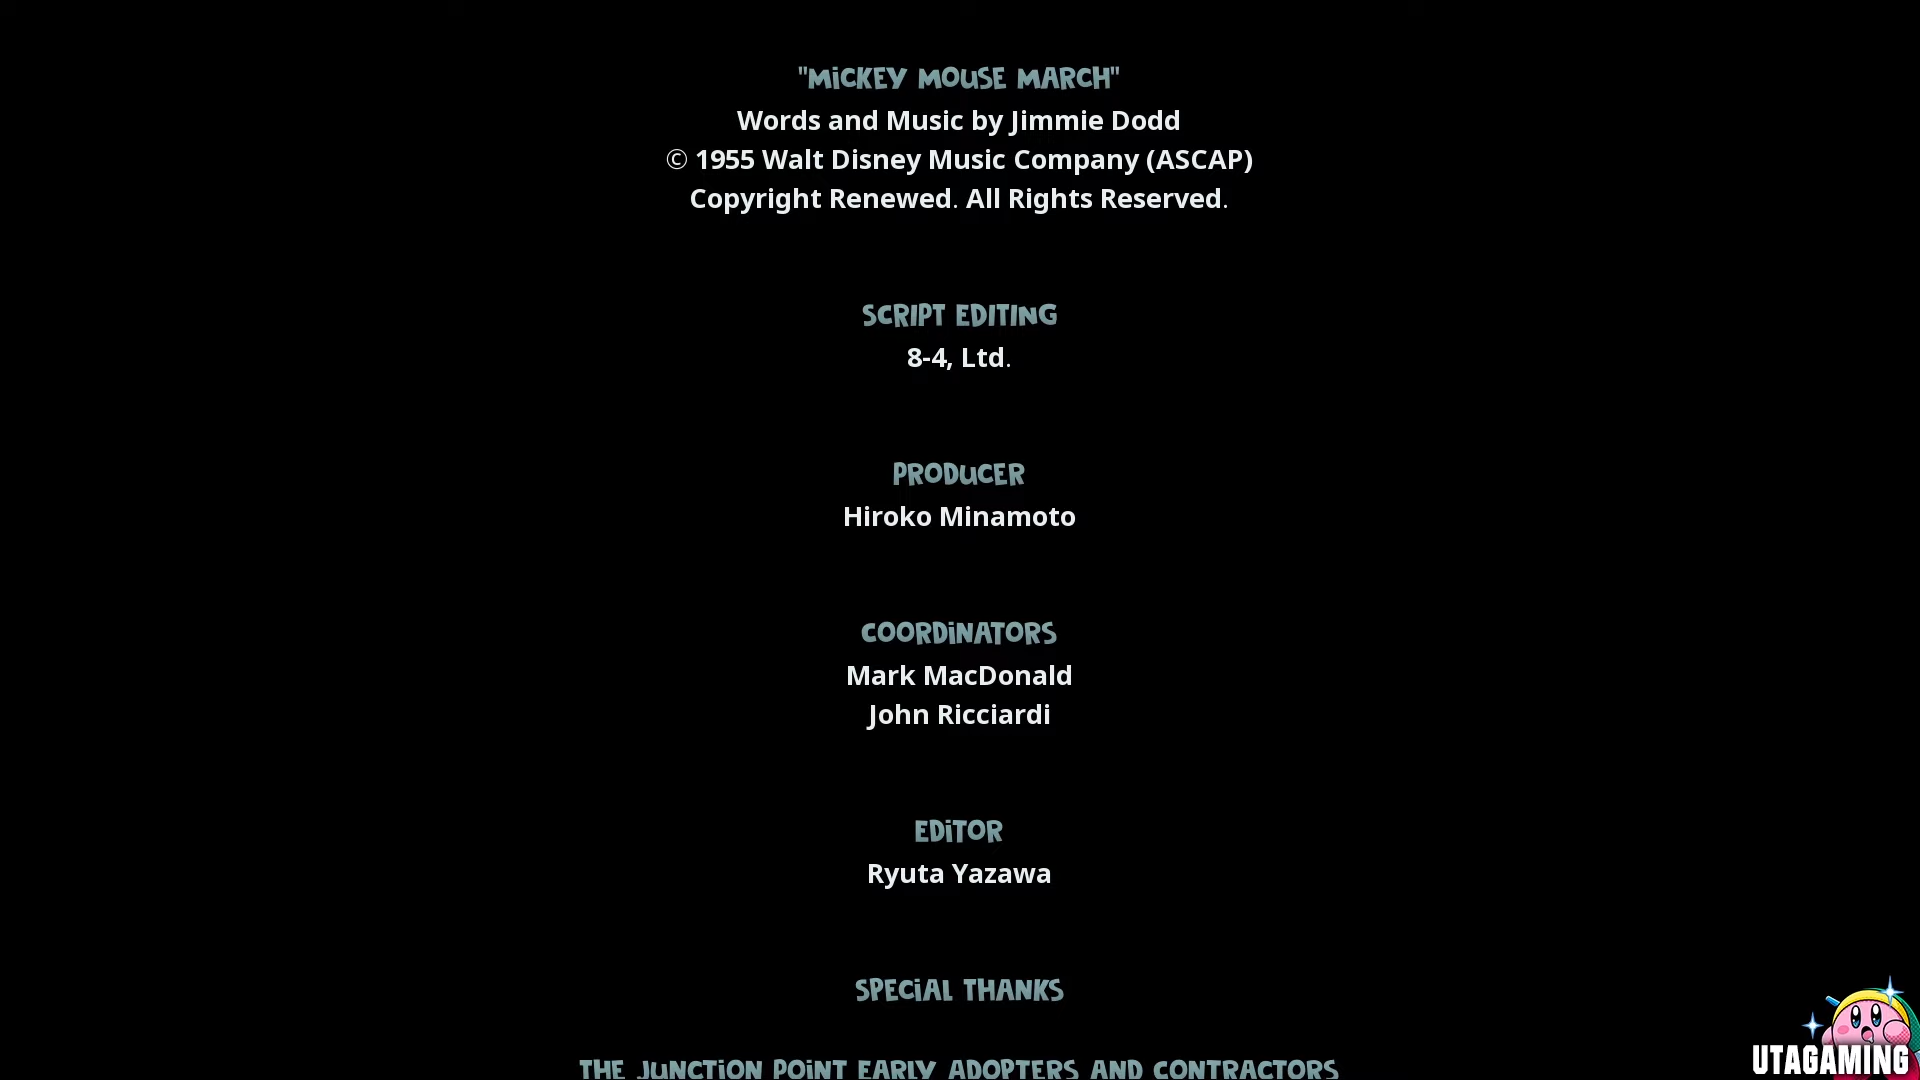 "MICKEY MOUSE MARCH"
Words and Music by Jimmie Dodd
© 1955 Walt Disney Music Company (ASCAP)
Copyright Renewed. All Rights Reserved.
SCRIPT EDITING
8-4, Ltd.
PRODUCER
Hiroko Minamoto
COORDINATORS
Mark MacDonald
John Ricciardi
EDITOR
Ryuta Yazawa
SPECIAL THANKS
THE JUNCTION POINT EARLY ADOPTERS AND CONTRACTORS
UTAGAMING